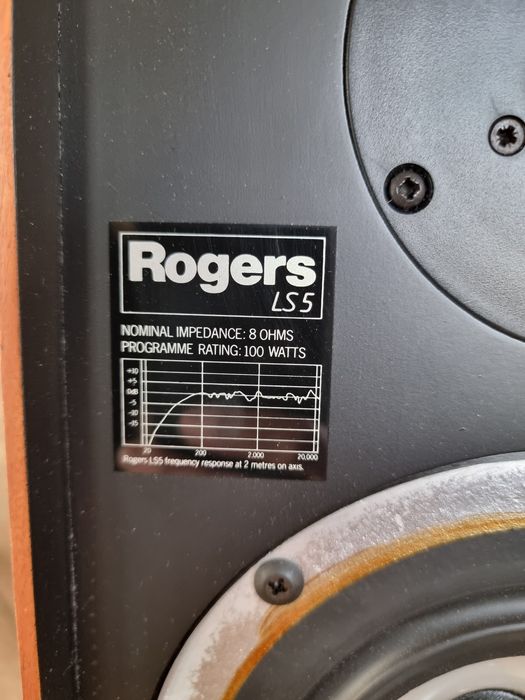 Rogers
LS5
NOMINAL IMPEDANCE: 8 OHMS
PROGRAMME RATING: 100 WATTS
+10
+5
0dB
-5
-10
-15
20 200 2,000 20,000
Rogers LS5 frequency response at 2 metres on axis.